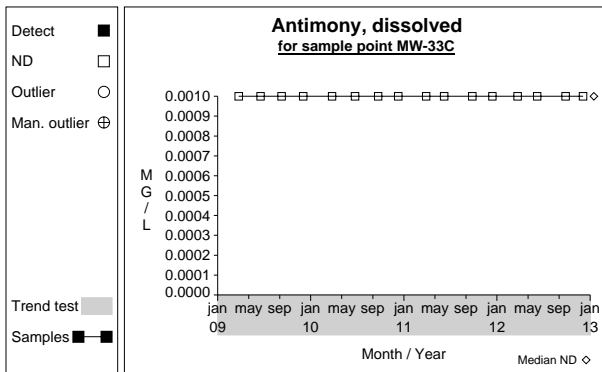 Detect
ND
Outlier
Man. outlier
Trend test
Samples
Antimony, dissolved
for sample point MW-33C
M
G
/
L
0.0010
0.0009
0.0008
0.0007
0.0006
0.0005
0.0004
0.0003
0.0002
0.0001
0.0000
jan may sep jan may sep jan may sep jan may sep jan
09 10 11 12 13
Month / Year
Median ND